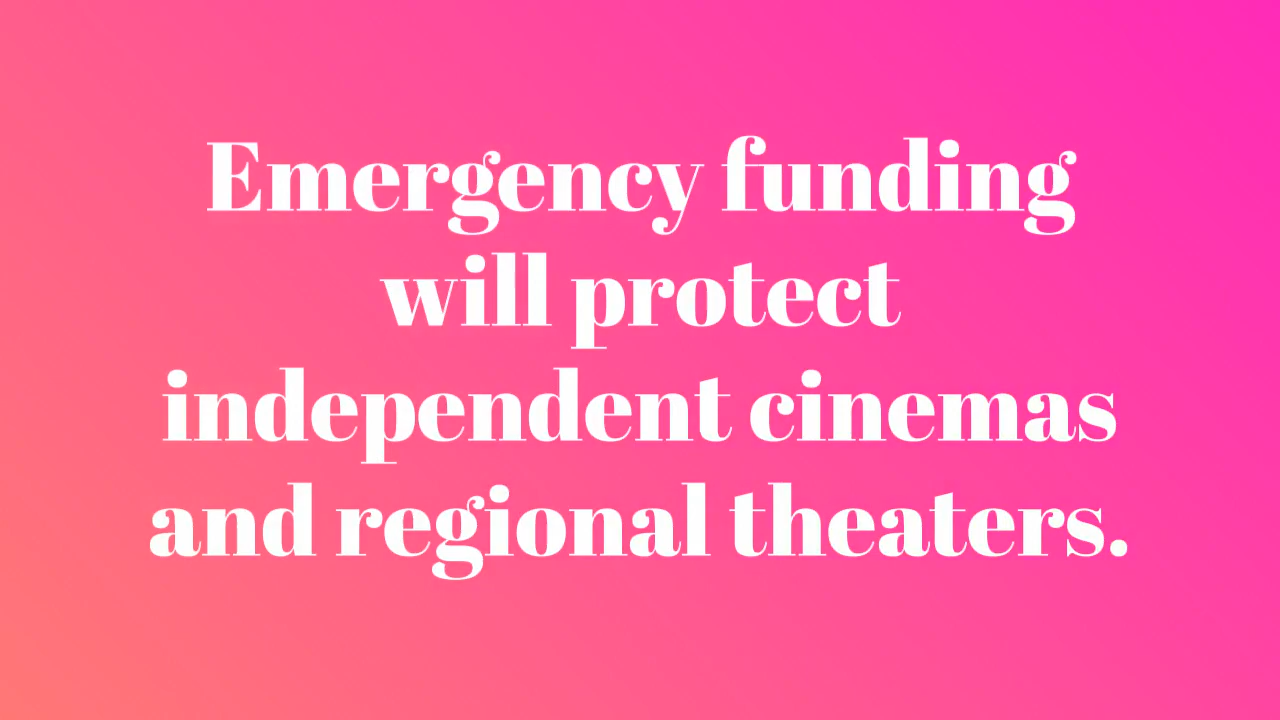 Emergency funding
will protect
independent cinemas
and regional theaters.